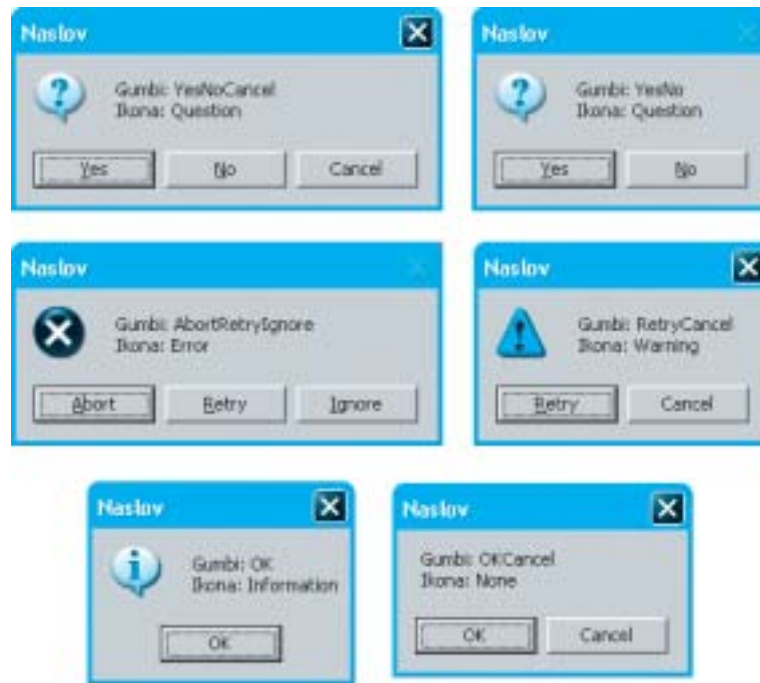 Naslov
Gumbi: YesNoCancel
Ikona: Question
Yes No Cancel
Naslov
Gumbi: YesNo
Ikona: Question
Yes No
Naslov
Gumbi: AbortRetryIgnore
Ikona: Error
Abort Retry Ignore
Naslov
Gumbi: RetryCancel
Ikona: Warning
Retry Cancel
Naslov
Gumbi: OK
Ikona: Information
OK
Naslov
Gumbi: OKCancel
Ikona: None
OK Cancel